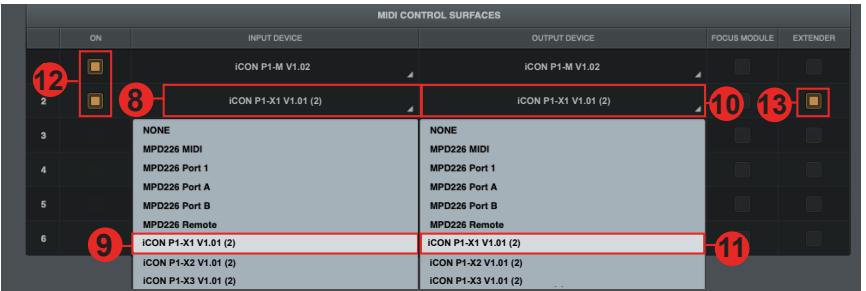 MIDI CONTROL SURFACES
ON INPUT DEVICE OUTPUT DEVICE FOCUS MODULE EXTENDER
12 iCON P1-M V1.02 iCON P1-M V1.02
2 8 iCON P1-X1 V1.01 (2) iCON P1-X1 V1.01 (2) 10 13
3 NONE NONE
MPD226 MIDI MPD226 MIDI
4 MPD226 Port 1 MPD226 Port 1
MPD226 Port A MPD226 Port A
5 MPD226 Port B MPD226 Port B
MPD226 Remote MPD226 Remote
6 9 iCON P1-X1 V1.01 (2) iCON P1-X1 V1.01 (2) 11
iCON P1-X2 V1.01 (2) iCON P1-X2 V1.01 (2)
iCON P1-X3 V1.01 (2) iCON P1-X3 V1.01 (2)